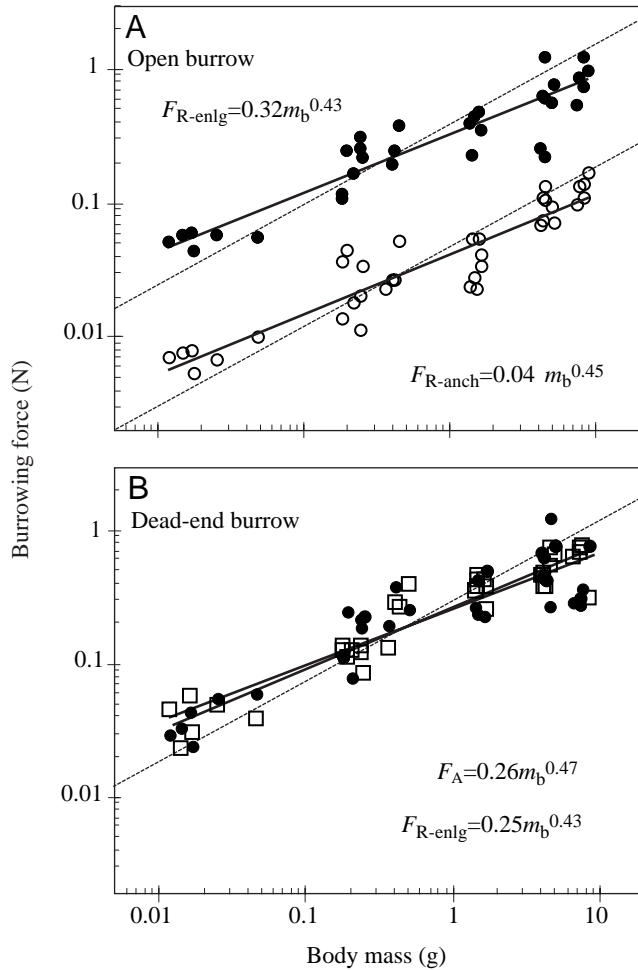 A
Open burrow
1
F_R-enlg=0.32m_b^0.43
0.1
0.01
F_R-anch=0.04 m_b^0.45
Burrowing force (N)
B
Dead-end burrow
1
0.1
F_A=0.26m_b^0.47
0.01
F_R-enlg=0.25m_b^0.43
0.01 0.1 1 10
Body mass (g)